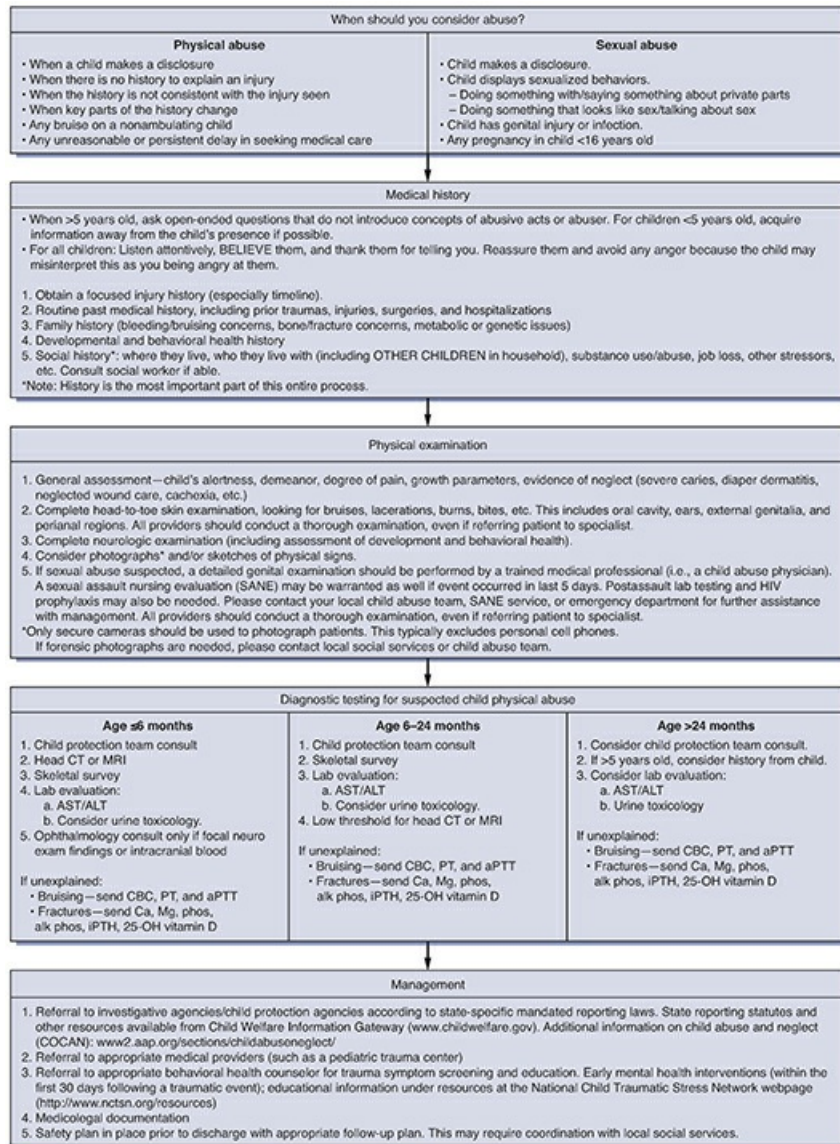 When should you consider abuse?
Physical abuse
• When a child makes a disclosure
• When there is no history to explain an injury
• When the history is not consistent with the injury seen
• When key parts of the history change
• Any bruise on a nonambulating child
• Any unreasonable or persistent delay in seeking medical care
Sexual abuse
• Child makes a disclosure.
• Child displays sexualized behaviors.
– Doing something with/saying something about private parts
– Doing something that looks like sex/talking about sex
• Child has genital injury or infection.
• Any pregnancy in child <16 years old
Medical history
• When >5 years old, ask open-ended questions that do not introduce concepts of abusive acts or abuser. For children <5 years old, acquire
information away from the child's presence if possible.
• For all children: Listen attentively, BELIEVE them, and thank them for telling you. Reassure them and avoid any anger because the child may
misinterpret this as you being angry at them.
1. Obtain a focused injury history (especially timeline).
2. Routine past medical history, including prior traumas, injuries, surgeries, and hospitalizations
3. Family history (bleeding/bruising concerns, bone/fracture concerns, metabolic or genetic issues)
4. Developmental and behavioral health history
5. Social history*: where they live, who they live with (including OTHER CHILDREN in household), substance use/abuse, job loss, other stressors,
etc. Consult social worker if able.
*Note: History is the most important part of this entire process.
Physical examination
1. General assessment—child's alertness, demeanor, degree of pain, growth parameters, evidence of neglect (severe caries, diaper dermatitis,
neglected wound care, cachexia, etc.)
2. Complete head-to-toe skin examination, looking for bruises, lacerations, burns, bites, etc. This includes oral cavity, ears, external genitalia, and
perianal regions. All providers should conduct a thorough examination, even if referring patient to specialist.
3. Complete neurologic examination (including assessment of development and behavioral health).
4. Consider photographs* and/or sketches of physical signs.
5. If sexual abuse suspected, a detailed genital examination should be performed by a trained medical professional (i.e., a child abuse physician).
A sexual assault nursing evaluation (SANE) may be warranted as well if event occurred in last 5 days. Postassault lab testing and HIV
prophylaxis may also be needed. Please contact your local child abuse team, SANE service, or emergency department for further assistance
with management. All providers should conduct a thorough examination, even if referring patient to specialist.
*Only secure cameras should be used to photograph patients. This typically excludes personal cell phones.
If forensic photographs are needed, please contact local social services or child abuse team.
Diagnostic testing for suspected child physical abuse
Age ≤6 months
1. Child protection team consult
2. Head CT or MRI
3. Skeletal survey
4. Lab evaluation:
a. AST/ALT
b. Consider urine toxicology.
5. Ophthalmology consult only if focal neuro
exam findings or intracranial blood
If unexplained:
• Bruising—send CBC, PT, and aPTT
• Fractures—send Ca, Mg, phos,
alk phos, iPTH, 25-OH vitamin D
Age 6–24 months
1. Child protection team consult
2. Skeletal survey
3. Lab evaluation:
a. AST/ALT
b. Consider urine toxicology.
4. Low threshold for head CT or MRI
If unexplained:
• Bruising—send CBC, PT, and aPTT
• Fractures—send Ca, Mg, phos,
alk phos, iPTH, 25-OH vitamin D
Age >24 months
1. Consider child protection team consult.
2. If >5 years old, consider history from child.
3. Consider lab evaluation:
a. AST/ALT
b. Urine toxicology
If unexplained:
• Bruising—send CBC, PT, and aPTT
• Fractures—send Ca, Mg, phos,
alk phos, iPTH, 25-OH vitamin D
Management
1. Referral to investigative agencies/child protection agencies according to state-specific mandated reporting laws. State reporting statutes and
other resources available from Child Welfare Information Gateway (www.childwelfare.gov). Additional information on child abuse and neglect
(COCAN): www2.aap.org/sections/childabuseneglect/
2. Referral to appropriate medical providers (such as a pediatric trauma center)
3. Referral to appropriate behavioral health counselor for trauma symptom screening and education. Early mental health interventions (within the
first 30 days following a traumatic event); educational information under resources at the National Child Traumatic Stress Network webpage
(http://www.nctsn.org/resources)
4. Medicolegal documentation
5. Safety plan in place prior to discharge with appropriate follow-up plan. This may require coordination with local social services.